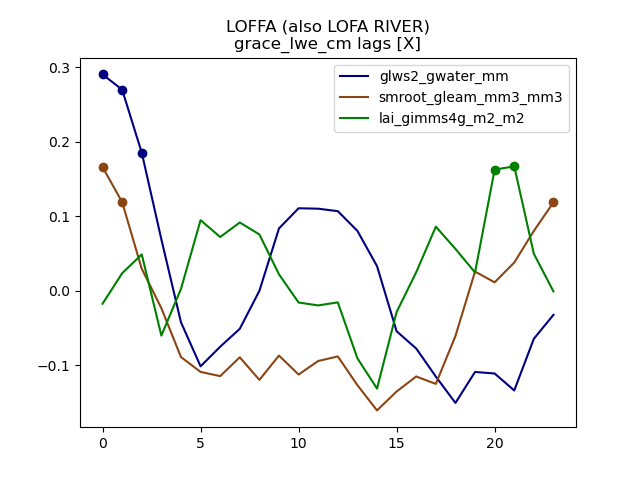 LOFFA (also LOFA RIVER)
grace_lwe_cm lags [X]
glws2_gwater_mm
smroot_gleam_mm3_mm3
lai_gimms4g_m2_m2
0.3
0.2
0.1
0.0
−0.1
0 5 10 15 20